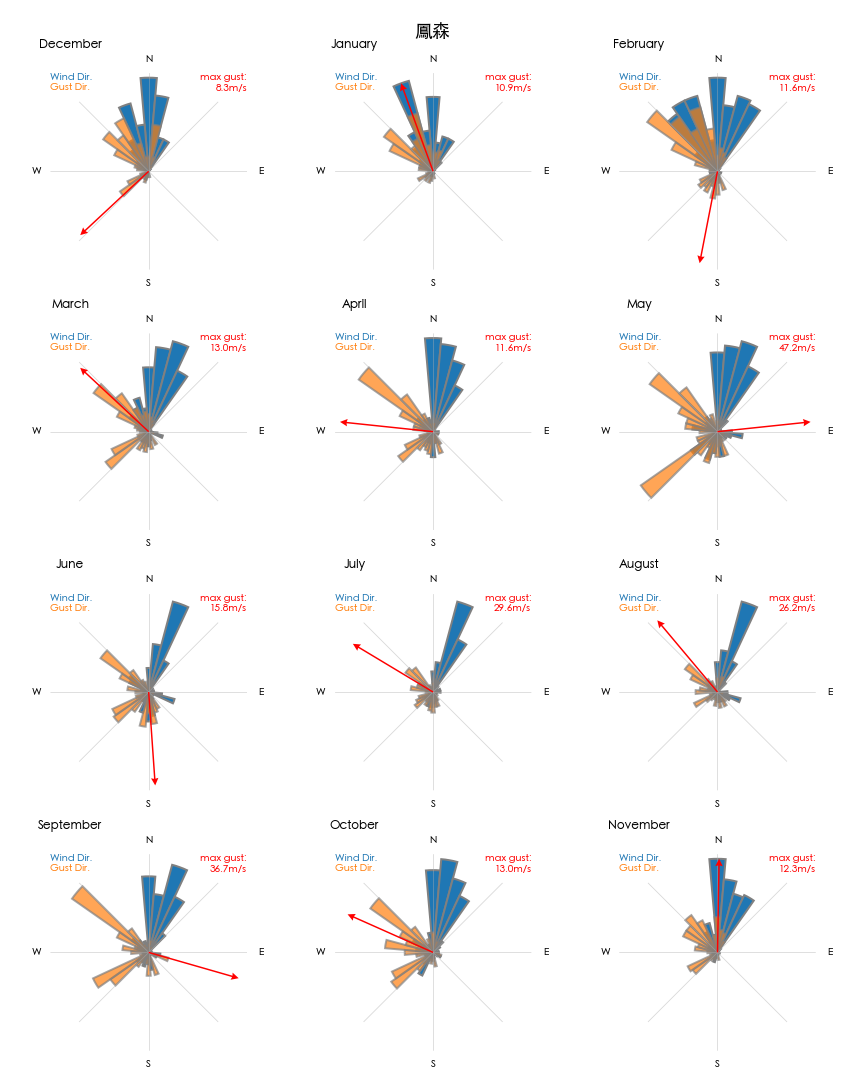 鳳森
December
N
Wind Dir.
Gust Dir.
max gust:
8.3m/s
W
E
S
January
N
Wind Dir.
Gust Dir.
max gust:
10.9m/s
W
E
S
February
N
Wind Dir.
Gust Dir.
max gust:
11.6m/s
W
E
S
March
N
Wind Dir.
Gust Dir.
max gust:
13.0m/s
W
E
S
April
N
Wind Dir.
Gust Dir.
max gust:
11.6m/s
W
E
S
May
N
Wind Dir.
Gust Dir.
max gust:
47.2m/s
W
E
S
June
N
Wind Dir.
Gust Dir.
max gust:
15.8m/s
W
E
S
July
N
Wind Dir.
Gust Dir.
max gust:
29.6m/s
W
E
S
August
N
Wind Dir.
Gust Dir.
max gust:
26.2m/s
W
E
S
September
N
Wind Dir.
Gust Dir.
max gust:
36.7m/s
W
E
S
October
N
Wind Dir.
Gust Dir.
max gust:
13.0m/s
W
E
S
November
N
Wind Dir.
Gust Dir.
max gust:
12.3m/s
W
E
S